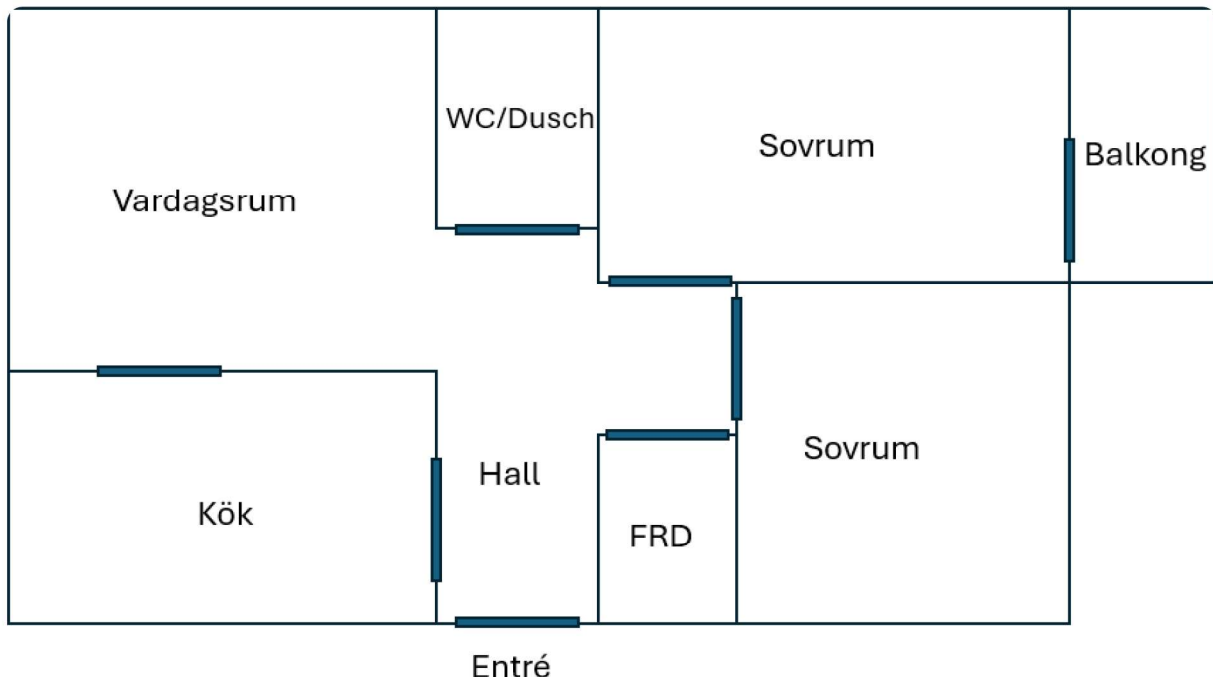 WC/Dusch
Sovrum
Balkong
Vardagsrum
Sovrum
Hall
Kök
FRD
Entré